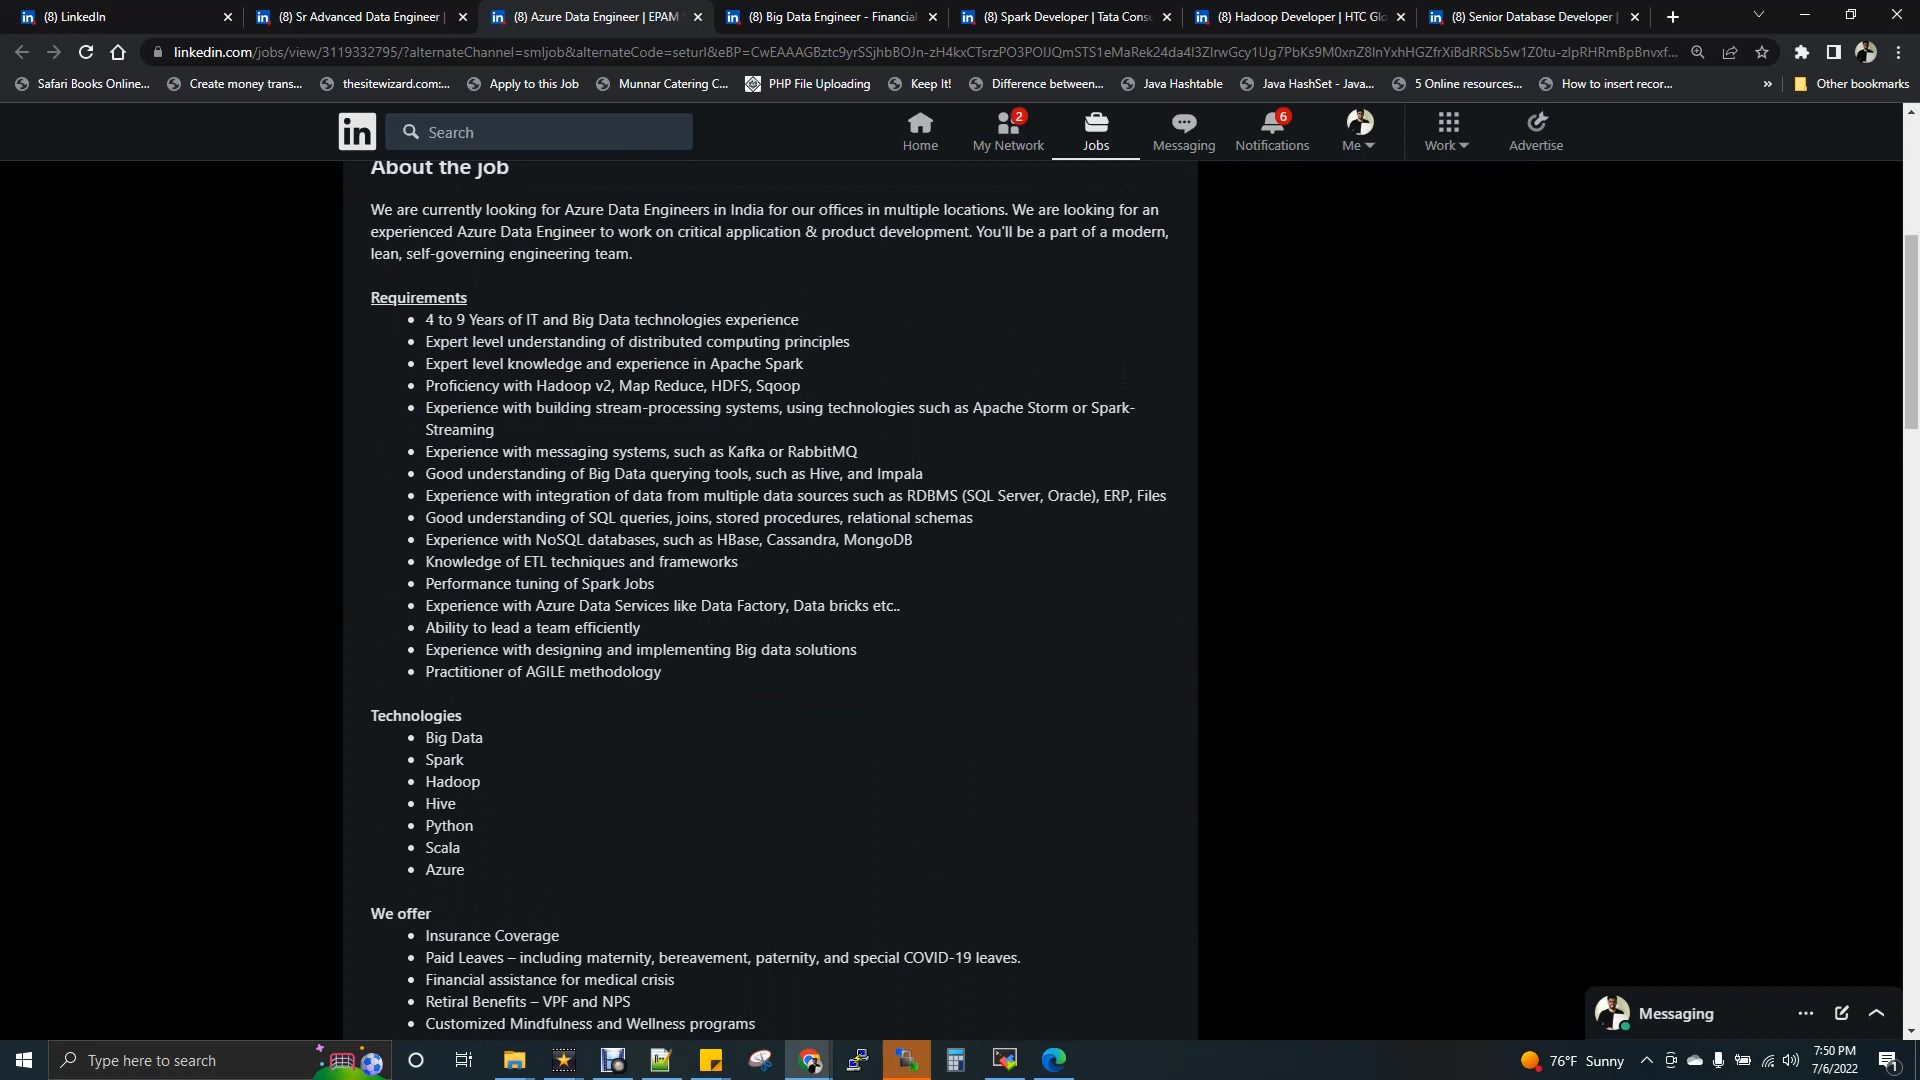 (8) LinkedIn
(8) Sr Advanced Data Engineer |
(8) Azure Data Engineer | EPAM
(8) Big Data Engineer - Financial
(8) Spark Developer | Tata Consu
(8) Hadoop Developer | HTC Glo
(8) Senior Database Developer |
Safari Books Online...
Create money trans...
thesitewizard.com:...
Apply to this Job
Munnar Catering C...
PHP File Uploading
Keep It!
Difference between...
Java Hashtable
Java HashSet - Java...
5 Online resources...
How to insert recor...
»
Other bookmarks
in
Search
Home
2
My Network
Jobs
Messaging
6
Notifications
Me
Work
Advertise
About the job
We are currently looking for Azure Data Engineers in India for our offices in multiple locations. We are looking for an
experienced Azure Data Engineer to work on critical application & product development. You'll be a part of a modern,
lean, self-governing engineering team.
Requirements
• 4 to 9 Years of IT and Big Data technologies experience
• Expert level understanding of distributed computing principles
• Expert level knowledge and experience in Apache Spark
• Proficiency with Hadoop v2, Map Reduce, HDFS, Sqoop
• Experience with building stream-processing systems, using technologies such as Apache Storm or Spark-
Streaming
• Experience with messaging systems, such as Kafka or RabbitMQ
• Good understanding of Big Data querying tools, such as Hive, and Impala
• Experience with integration of data from multiple data sources such as RDBMS (SQL Server, Oracle), ERP, Files
• Good understanding of SQL queries, joins, stored procedures, relational schemas
• Experience with NoSQL databases, such as HBase, Cassandra, MongoDB
• Knowledge of ETL techniques and frameworks
• Performance tuning of Spark Jobs
• Experience with Azure Data Services like Data Factory, Data bricks etc..
• Ability to lead a team efficiently
• Experience with designing and implementing Big data solutions
• Practitioner of AGILE methodology
Technologies
• Big Data
• Spark
• Hadoop
• Hive
• Python
• Scala
• Azure
We offer
• Insurance Coverage
• Paid Leaves – including maternity, bereavement, paternity, and special COVID-19 leaves.
• Financial assistance for medical crisis
• Retiral Benefits – VPF and NPS
• Customized Mindfulness and Wellness programs
Messaging
Type here to search
76°F Sunny
7:50 PM
7/6/2022
1